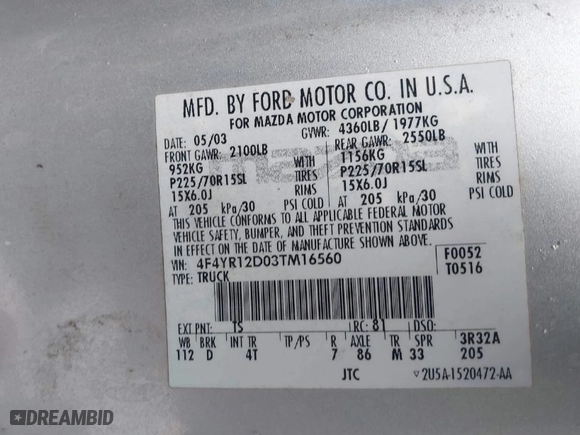 MFD. BY FORD MOTOR CO. IN U.S.A.
FOR MAZDA MOTOR CORPORATION
DATE: 05/03 GVWR: 4360LB/ 1977KG
FRONT GAWR: 2100LB REAR GAWR: 2550LB
952KG WITH 1156KG WITH
P225/70R15SL TIRES P225/70R15SL TIRES
15X6.0J RIMS 15X6.0J RIMS
AT 205 kPa/30 PSI COLD AT 205 kPa/30 PSI COLD
THIS VEHICLE CONFORMS TO ALL APPLICABLE FEDERAL MOTOR
VEHICLE SAFETY, BUMPER, AND THEFT PREVENTION STANDARDS
IN EFFECT ON THE DATE OF MANUFACTURE SHOWN ABOVE.
VIN: 4F4YR12D03TM16560 F0052
TYPE: TRUCK T0516
EXT PNT: TS RC: 81 DSO:
WB BRK INT TR TP/PS R AXLE TR SPR 3R32A
112 D 4T 7 86 M 33 205
JTC 2U5A-1520472-AA
DREAMBID